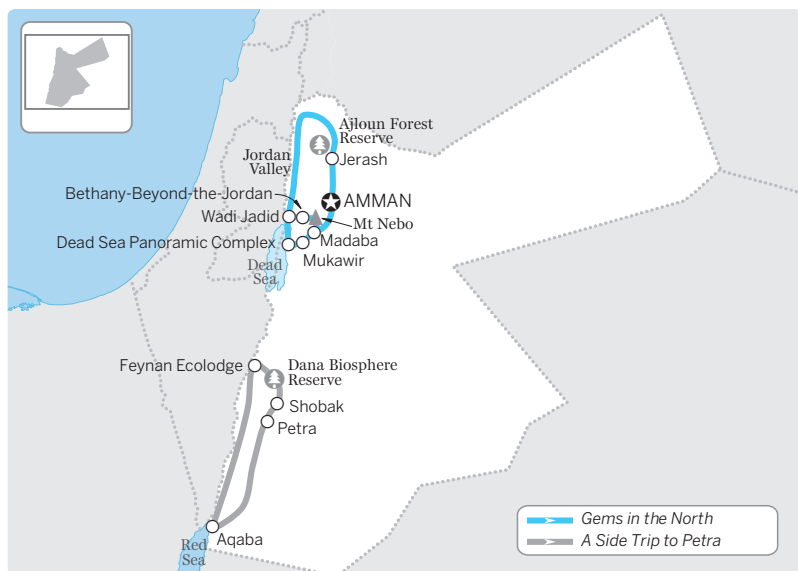 Ajloun Forest
Reserve
Jordan
Valley
Jerash
Bethany-Beyond-the-Jordan
AMMAN
Wadi Jadid
Mt Nebo
Dead Sea Panoramic Complex
Madaba
Mukawir
Dead
Sea
Feynan Ecolodge
Dana Biosphere
Reserve
Shobak
Petra
Aqaba
Red
Sea
Gems in the North
A Side Trip to Petra